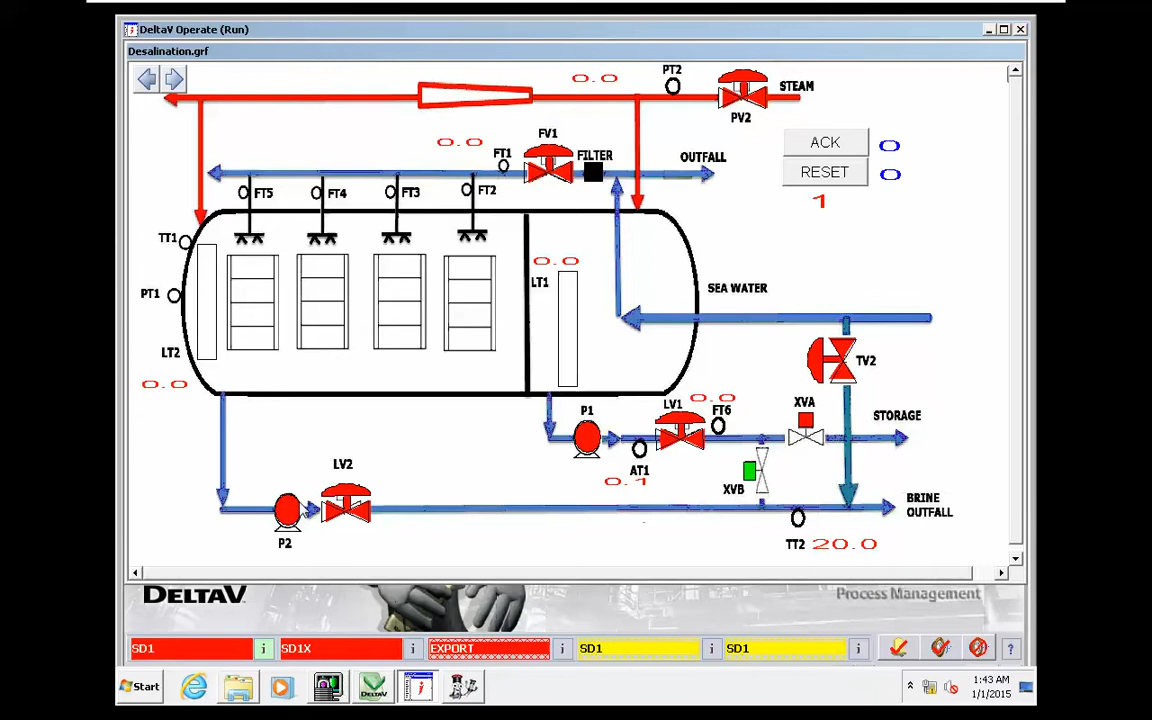 DeltaV Operate (Run)
Desalination.grf
0.0
PT2
STEAM
PV2
0.0
FV1
FT1
FILTER
OUTFALL
ACK
0
RESET
0
1
FT5
FT4
FT3
FT2
TT1
0.0
LT1
PT1
SEA WATER
LT2
0.0
TV2
P1
LV1
0.0
FT6
XVA
STORAGE
AT1
0.1
XVB
LV2
P2
BRINE
OUTFALL
TT2
20.0
DELTAV
Process Management
SD1
i
SD1X
i
EXPORT
i
SD1
i
SD1
i
?
Start
DELTAV
1:43 AM
1/1/2015